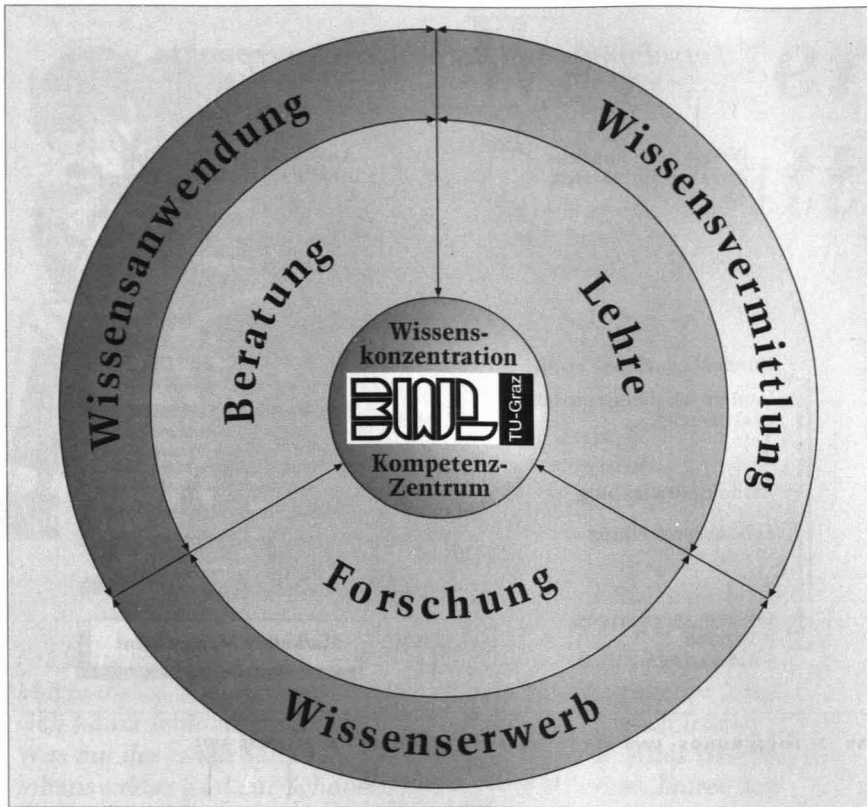 Wissensanwendung
Wissensvermittlung
Beratung
Lehre
Wissens-
konzentration
BWL
TU-Graz
Kompetenz-
Zentrum
Forschung
Wissenserwerb